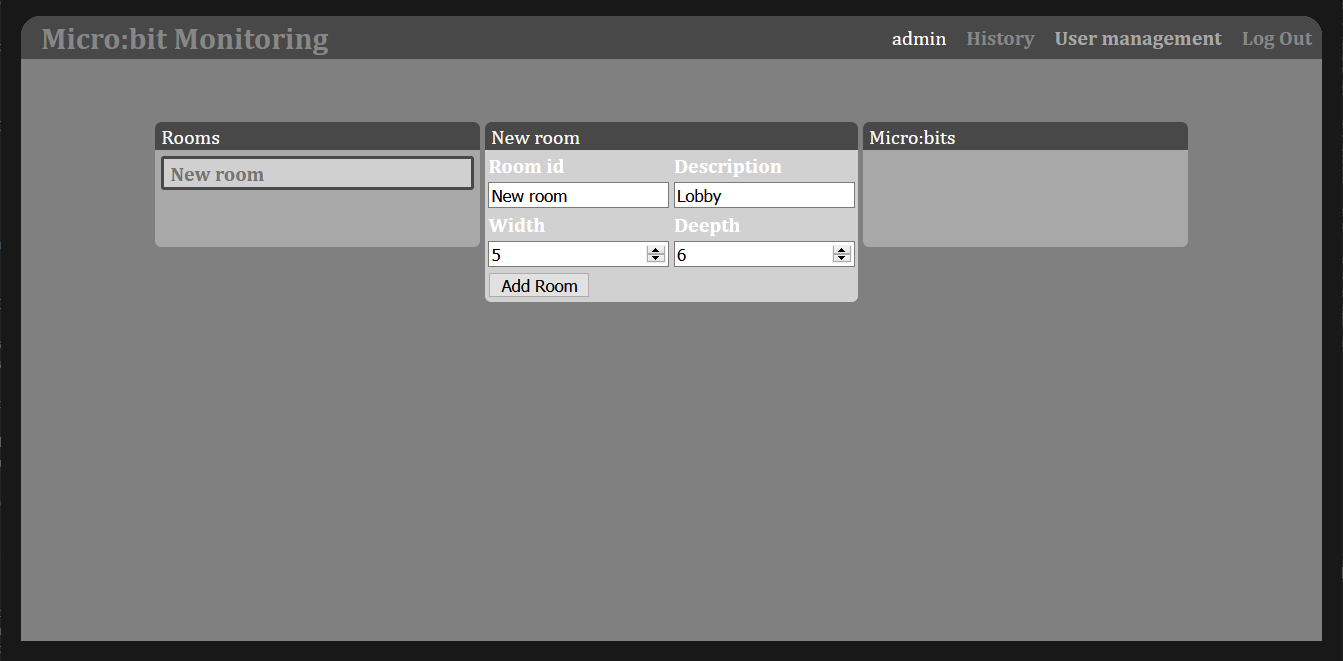 Micro:bit Monitoring
admin History User management Log Out
Rooms
New room
New room
Room id Description
New room Lobby
Width Deepth
5 6
Add Room
Micro:bits